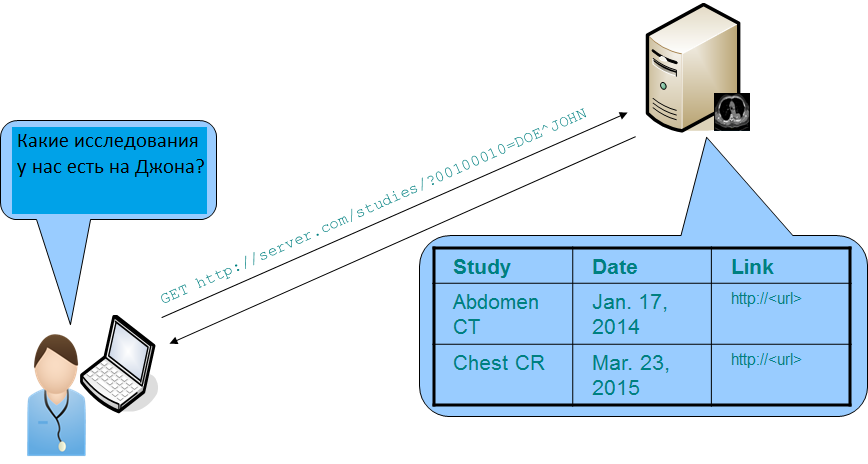 Какие исследования
у нас есть на Джона?
GET http://server.com/studies/?00100010=DOE^JOHN
Study Date Link
Abdomen CT Jan. 17, 2014 http://<url>
Chest CR Mar. 23, 2015 http://<url>